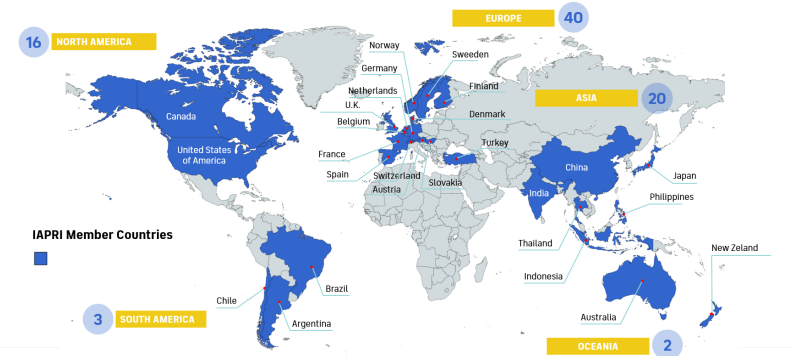 EUROPE
40
16
NORTH AMERICA
Norway
Sweeden
Germany
Finland
Netherlands
ASIA
20
U.K.
Denmark
Canada
Belgium
Turkey
United States
of America
France
China
Spain
Switzerland
Japan
Austria
Slovakia
India
Philippines
IAPRI Member Countries
Thailand
New Zeland
Indonesia
Brazil
Chile
Australia
3
SOUTH AMERICA
Argentina
OCEANIA
2